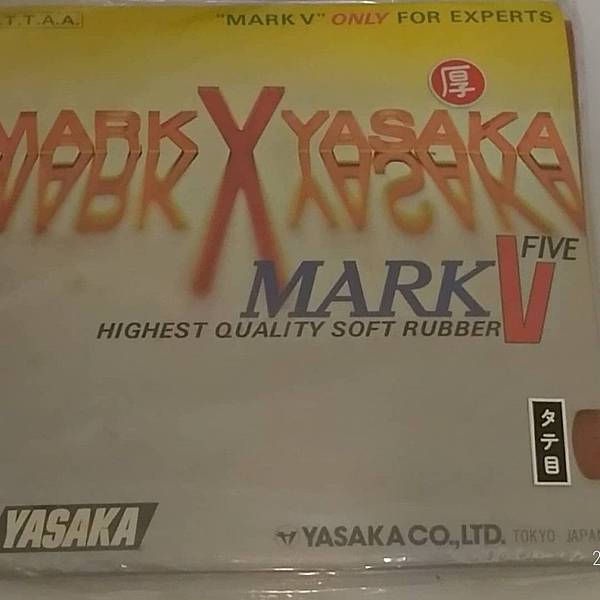 .T.T.A.A.
"MARK V" ONLY FOR EXPERTS
厚
MARK V YASAKA
MARK V FIVE
HIGHEST QUALITY SOFT RUBBER
タテ目
YASAKA
YASAKA CO.,LTD. TOKYO JAPAN
2